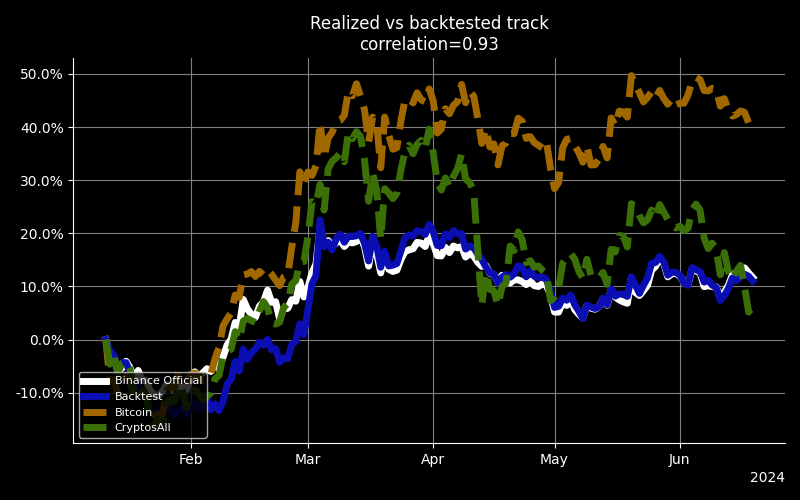 Realized vs backtested track
correlation=0.93
50.0%
40.0%
30.0%
20.0%
10.0%
0.0%
-10.0%
Binance Official
Backtest
Bitcoin
CryptosAll
Feb Mar Apr May Jun
2024